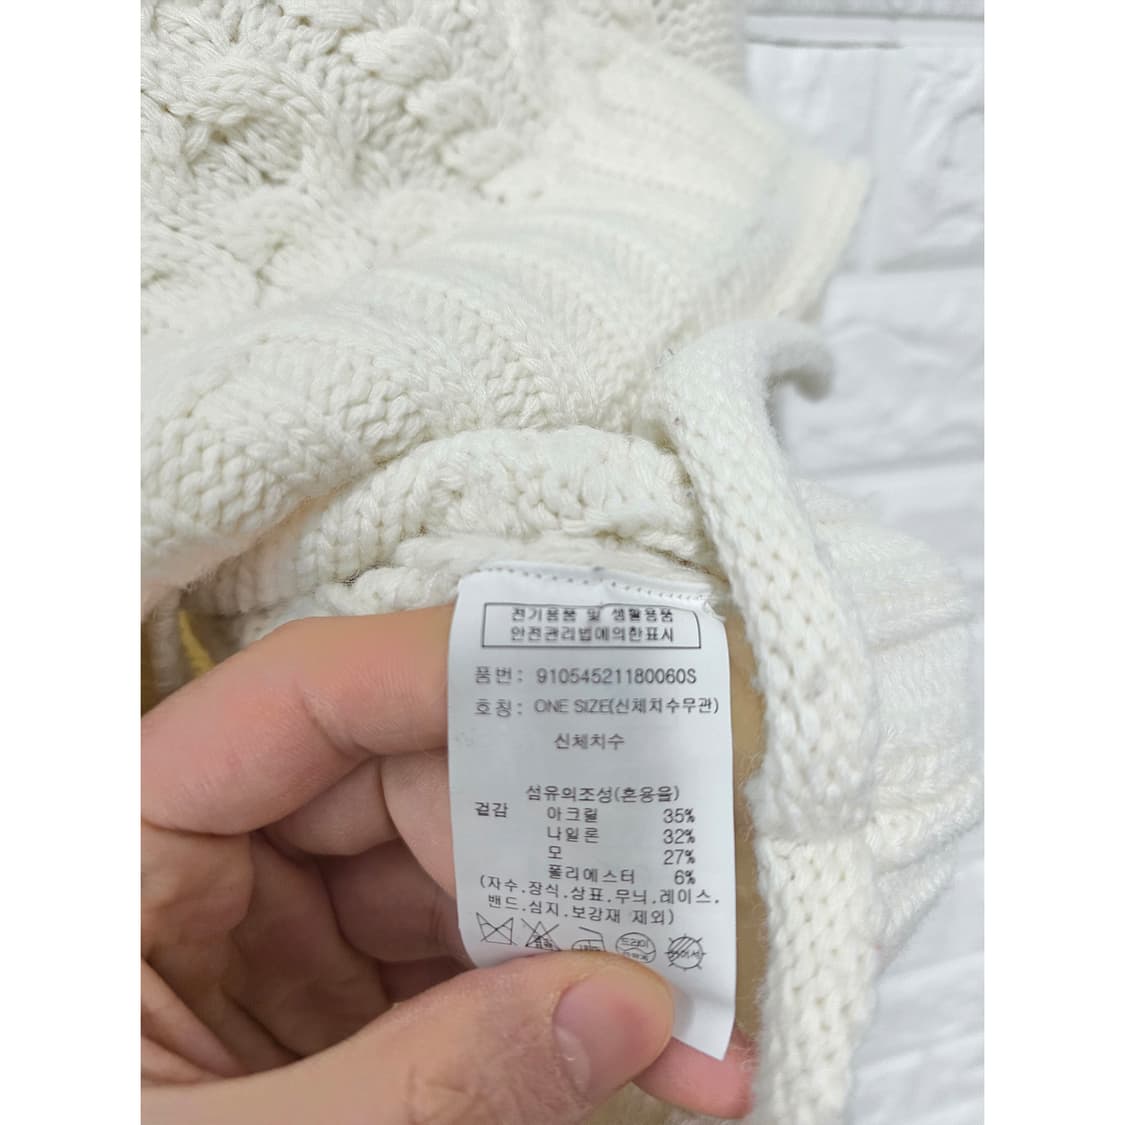 전기용품 및 생활용품
안전관리법에의한표시
품번: 91054521180060S
호칭: ONE SIZE(신체치수무관)
신체치수
섬유의조성(혼용율)
겉감 아크릴 35%
나일론 32%
모 27%
폴리에스터 6%
(자수.장식.상표.무늬.레이스.
밴드.심지.보강재 제외)
드라이